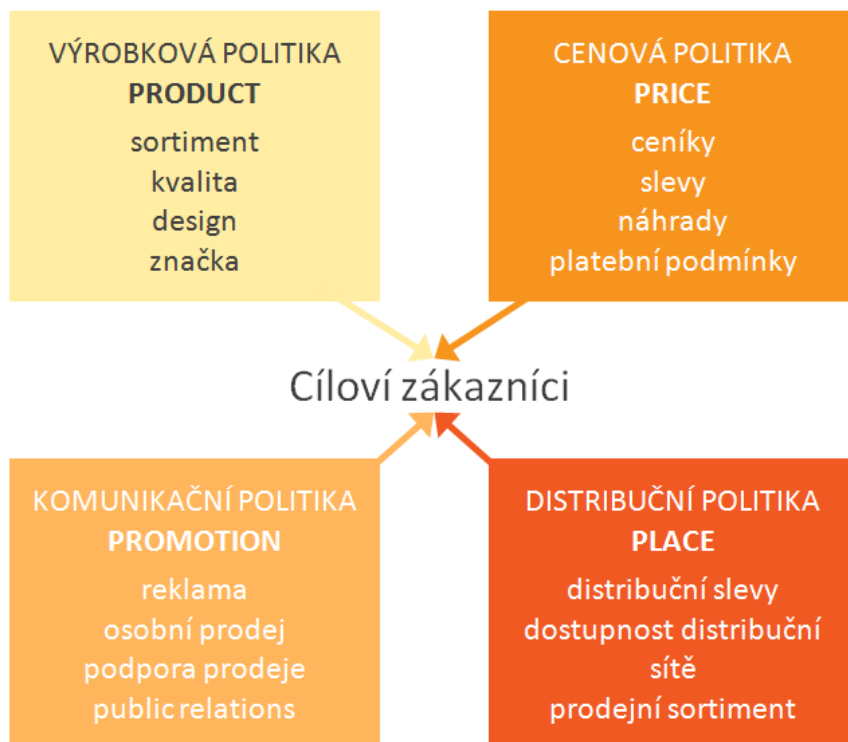 VÝROBKOVÁ POLITIKA
PRODUCT
sortiment
kvalita
design
značka
CENOVÁ POLITIKA
PRICE
ceníky
slevy
náhrady
platební podmínky
Cíloví zákazníci
KOMUNIKAČNÍ POLITIKA
PROMOTION
reklama
osobní prodej
podpora prodeje
public relations
DISTRIBUČNÍ POLITIKA
PLACE
distribuční slevy
dostupnost distribuční
sítě
prodejní sortiment